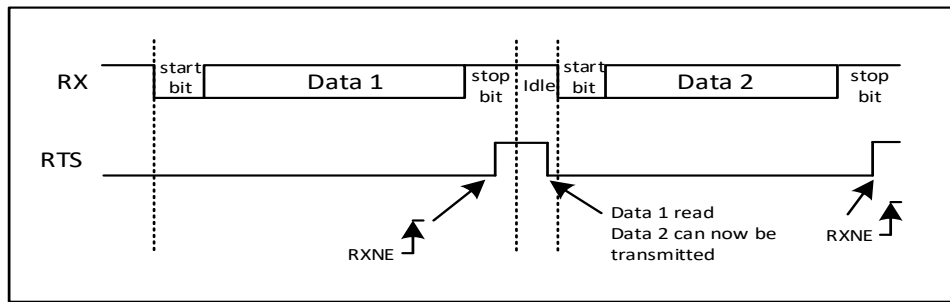 RX
start
bit
Data 1
stop
bit
Idle
start
bit
Data 2
stop
bit
RTS
RXNE
Data 1 read
Data 2 can now be
transmitted
RXNE